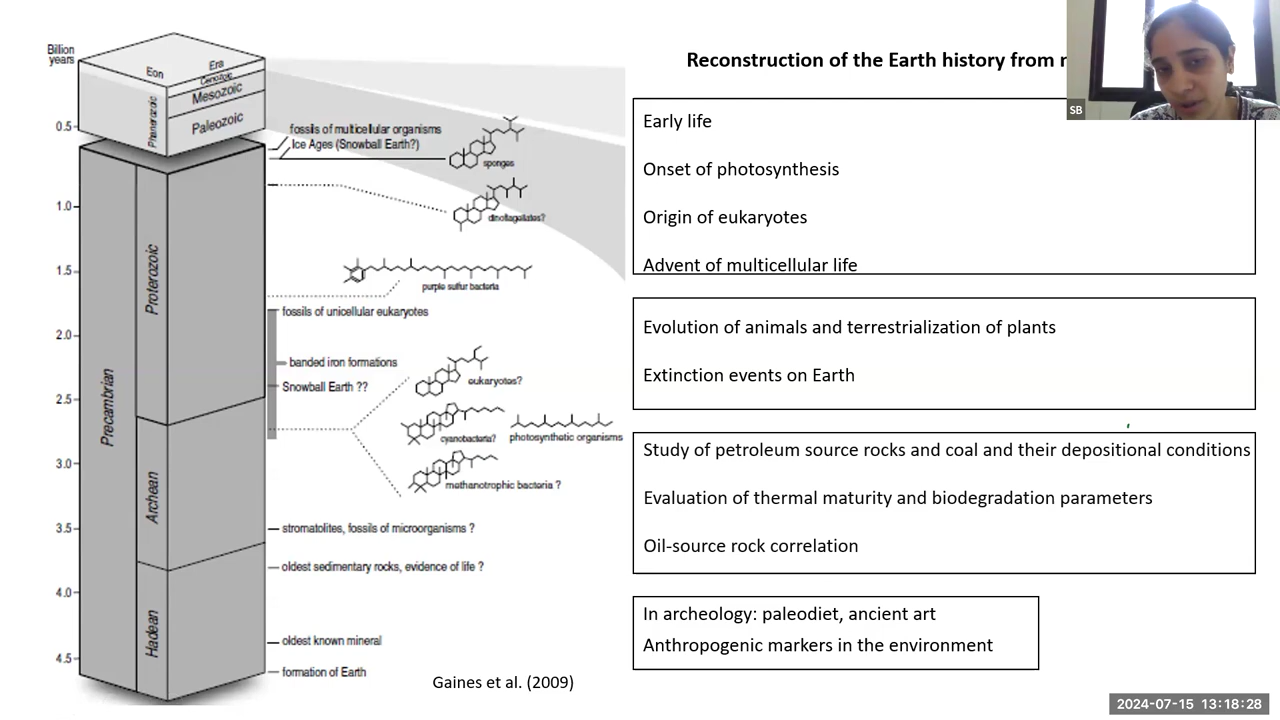 Billion
years
Eon
Era
Cenozoic
Mesozoic
Paleozoic
Phanerozoic
0.5
1.0
1.5
2.0
2.5
3.0
3.5
4.0
4.5
Precambrian
Proterozoic
Archean
Hadean
fossils of multicellular organisms
Ice Ages (Snowball Earth?)
sponges
dinoflagellates?
purple sulfur bacteria
fossils of unicellular eukaryotes
banded iron formations
Snowball Earth ??
eukaryotes?
cyanobacteria?
photosynthetic organisms
methanotrophic bacteria ?
stromatolites, fossils of microorganisms ?
oldest sedimentary rocks, evidence of life ?
oldest known mineral
formation of Earth
Gaines et al. (2009)
Reconstruction of the Earth history from
Early life
Onset of photosynthesis
Origin of eukaryotes
Advent of multicellular life
Evolution of animals and terrestrialization of plants
Extinction events on Earth
Study of petroleum source rocks and coal and their depositional conditions
Evaluation of thermal maturity and biodegradation parameters
Oil-source rock correlation
In archeology: paleodiet, ancient art
Anthropogenic markers in the environment
SB
2024-07-15 13:18:28